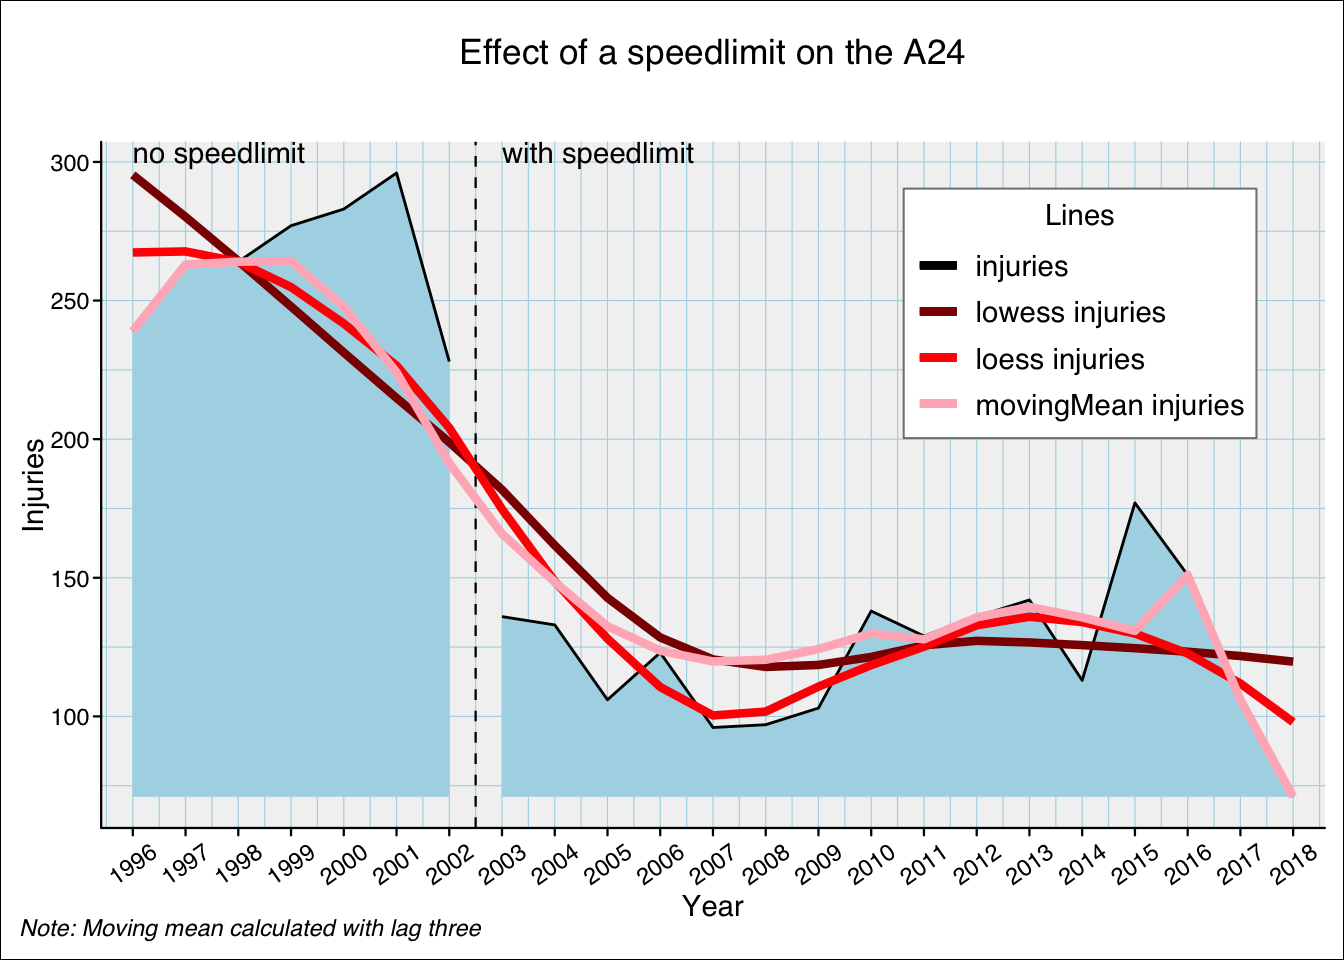 Effect of a speedlimit on the A24
no speedlimit
with speedlimit
Lines
injuries
lowess injuries
loess injuries
movingMean injuries
Injuries
300
250
200
150
100
1996 1997 1998 1999 2000 2001 2002 2003 2004 2005 2006 2007 2008 2009 2010 2011 2012 2013 2014 2015 2016 2017 2018
Year
Note: Moving mean calculated with lag three